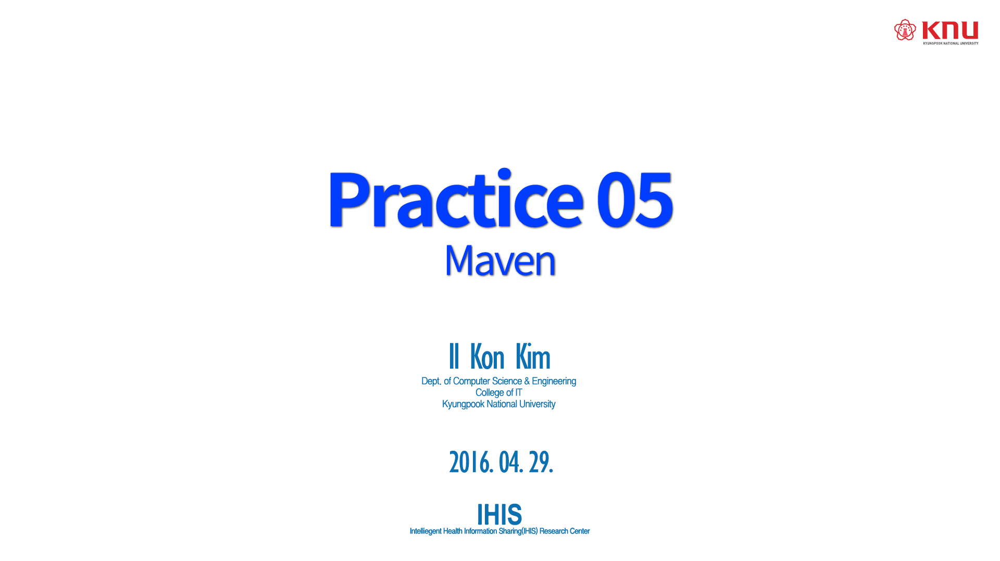 KNU
KYUNGPOOK NATIONAL UNIVERSITY
Practice 05
Maven
Il Kon Kim
Dept. of Computer Science & Engineering
College of IT
Kyungpook National University
2016. 04. 29.
IHIS
Intelliegent Health Information Sharing(IHIS) Research Center